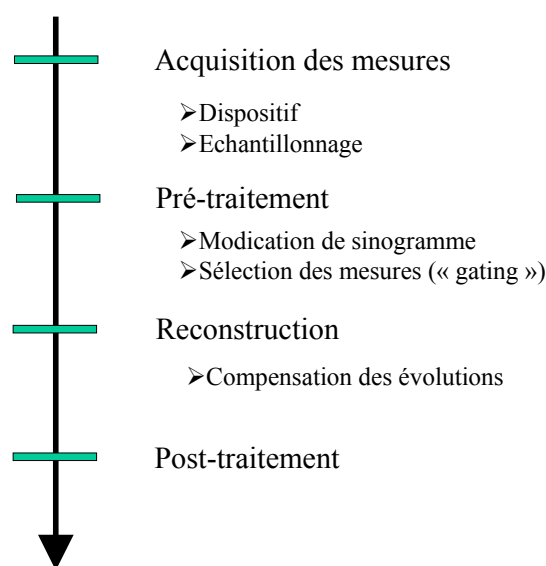 Acquisition des mesures
➢Dispositif
➢Echantillonnage
Pré-traitement
➢Modication de sinogramme
➢Sélection des mesures (« gating »)
Reconstruction
➢Compensation des évolutions
Post-traitement